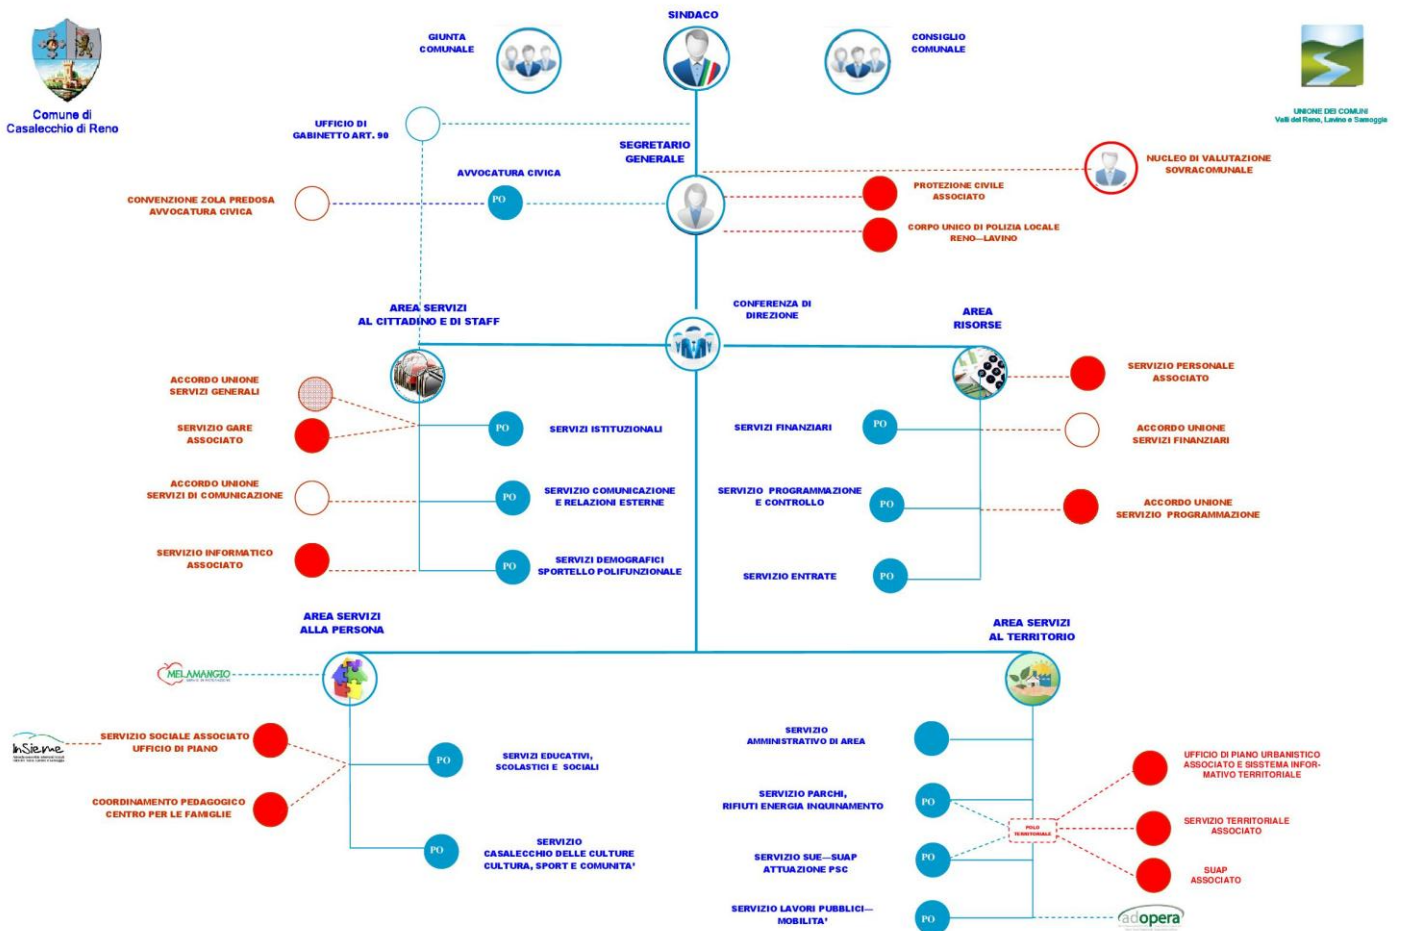 SINDACO
GIUNTA
COMUNALE
CONSIGLIO
COMUNALE
Comune di
Casalecchio di Reno
UNIONE DEI COMUNI
Valli del Reno, Lavino e Samoggia
UFFICIO DI
GABINETTO ART. 90
SEGRETARIO
GENERALE
AVVOCATURA CIVICA
PO
CONVENZIONE ZOLA PREDOSA
AVVOCATURA CIVICA
NUCLEO DI VALUTAZIONE
SOVRACOMUNALE
PROTEZIONE CIVILE
ASSOCIATO
CORPO UNICO DI POLIZIA LOCALE
RENO—LAVINO
CONFERENZA DI
DIREZIONE
AREA SERVIZI
AL CITTADINO E DI STAFF
AREA
RISORSE
ACCORDO UNIONE
SERVIZI GENERALI
SERVIZIO GARE
ASSOCIATO
PO
SERVIZI ISTITUZIONALI
ACCORDO UNIONE
SERVIZI DI COMUNICAZIONE
PO
SERVIZIO COMUNICAZIONE
E RELAZIONI ESTERNE
SERVIZIO INFORMATICO
ASSOCIATO
PO
SERVIZI DEMOGRAFICI
SPORTELLO POLIFUNZIONALE
SERVIZIO PERSONALE
ASSOCIATO
SERVIZI FINANZIARI
PO
ACCORDO UNIONE
SERVIZI FINANZIARI
SERVIZIO PROGRAMMAZIONE
E CONTROLLO
PO
ACCORDO UNIONE
SERVIZIO PROGRAMMAZIONE
SERVIZIO ENTRATE
PO
AREA SERVIZI
ALLA PERSONA
AREA SERVIZI
AL TERRITORIO
MELAMANGIO
InSieme
SERVIZIO SOCIALE ASSOCIATO
UFFICIO DI PIANO
PO
SERVIZI EDUCATIVI,
SCOLASTICI E SOCIALI
COORDINAMENTO PEDAGOGICO
CENTRO PER LE FAMIGLIE
PO
SERVIZIO
CASALECCHIO DELLE CULTURE
CULTURA, SPORT E COMUNITA'
SERVIZIO
AMMINISTRATIVO DI AREA
SERVIZIO PARCHI,
RIFIUTI ENERGIA INQUINAMENTO
PO
SERVIZIO SUE—SUAP
ATTUAZIONE PSC
PO
SERVIZIO LAVORI PUBBLICI—
MOBILITA'
PO
POLO
TERRITORIALE
UFFICIO DI PIANO URBANISTICO
ASSOCIATO E SISSTEMA INFOR-
MATIVO TERRITORIALE
SERVIZIO TERRITORIALE
ASSOCIATO
SUAP
ASSOCIATO
adopera